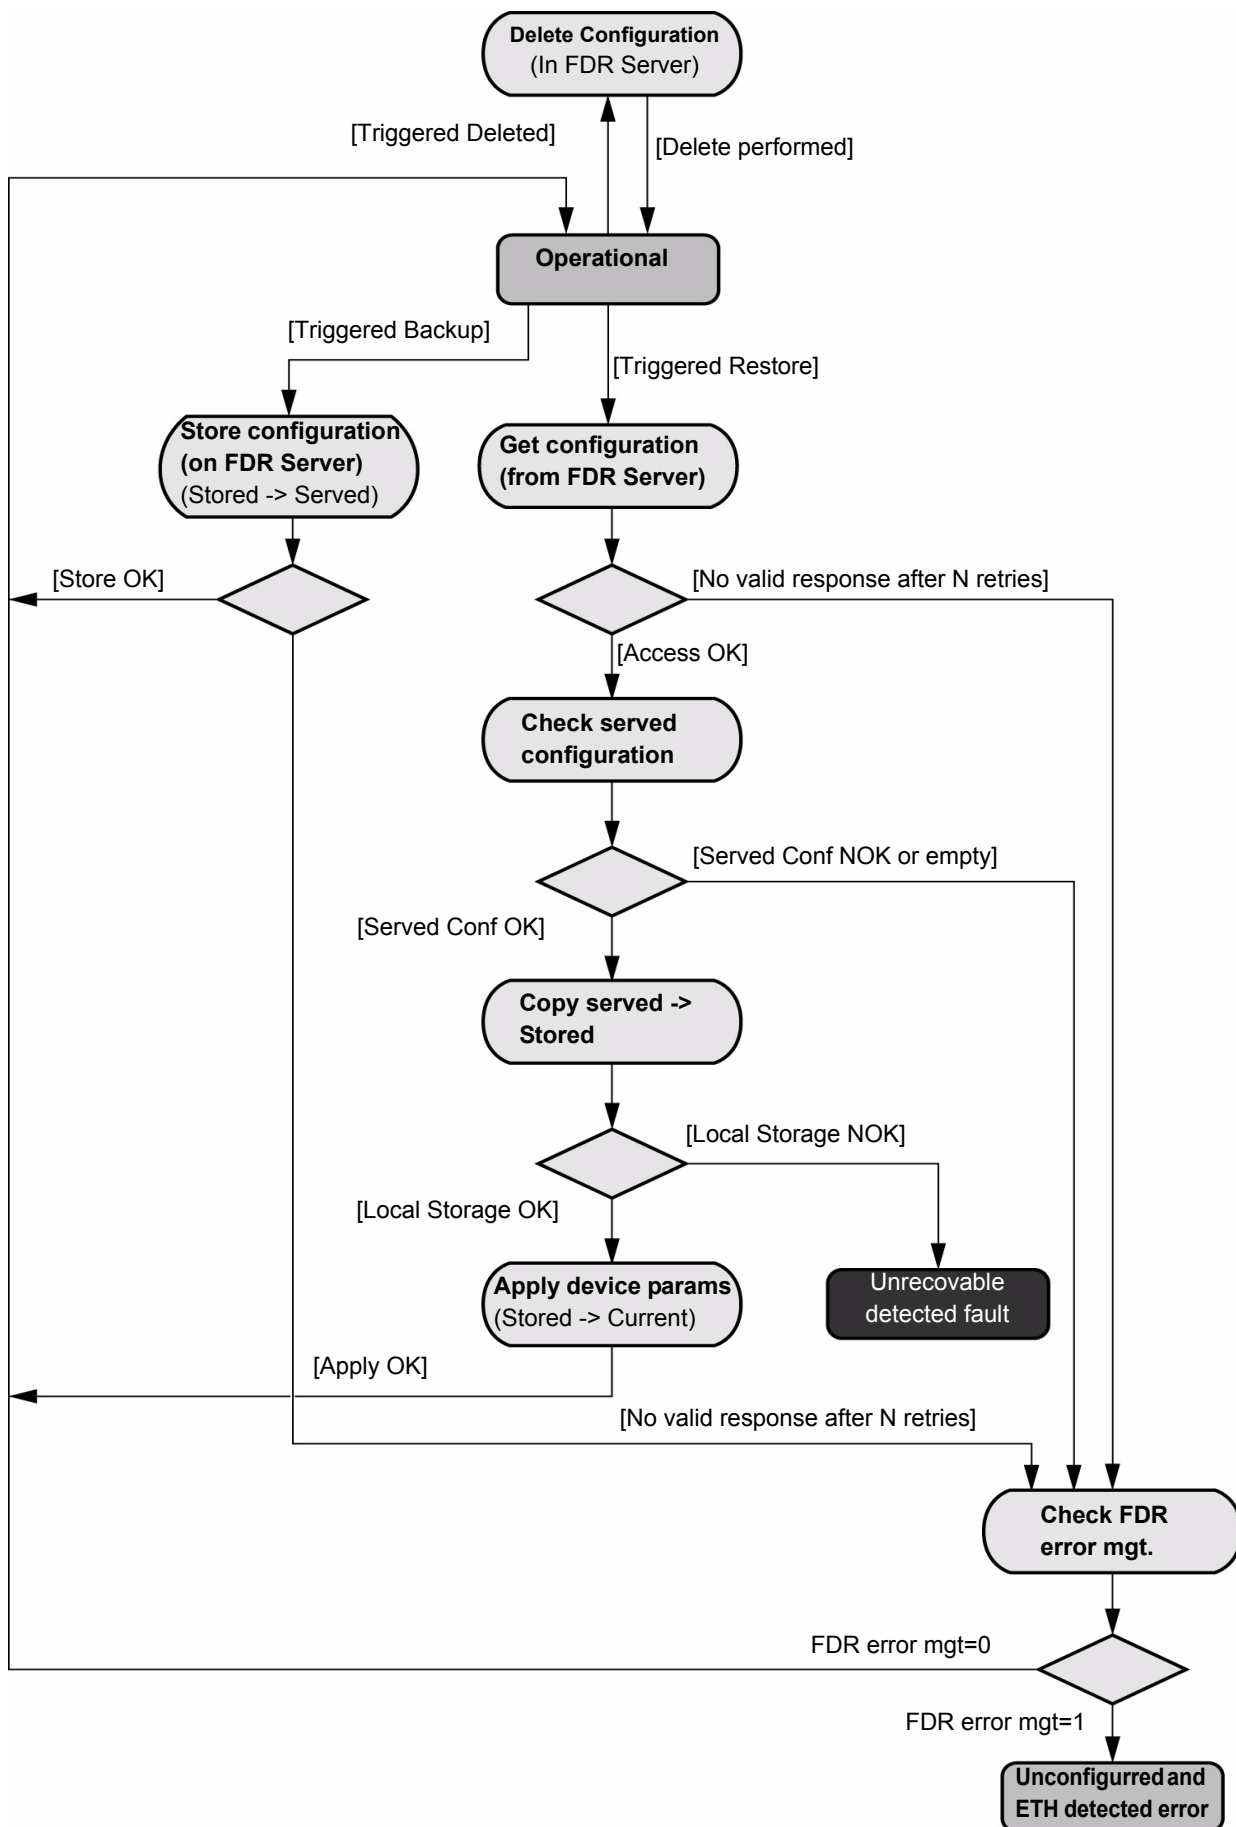 Delete Configuration
(In FDR Server)
[Triggered Deleted]
[Delete performed]
Operational
[Triggered Backup]
[Triggered Restore]
Store configuration
(on FDR Server)
(Stored -> Served)
Get configuration
(from FDR Server)
[Store OK]
[No valid response after N retries]
[Access OK]
Check served
configuration
[Served Conf NOK or empty]
[Served Conf OK]
Copy served ->
Stored
[Local Storage NOK]
[Local Storage OK]
Apply device params
(Stored -> Current)
Unrecovable
detected fault
[Apply OK]
[No valid response after N retries]
Check FDR
error mgt.
FDR error mgt=0
FDR error mgt=1
Unconfigurred and
ETH detected error